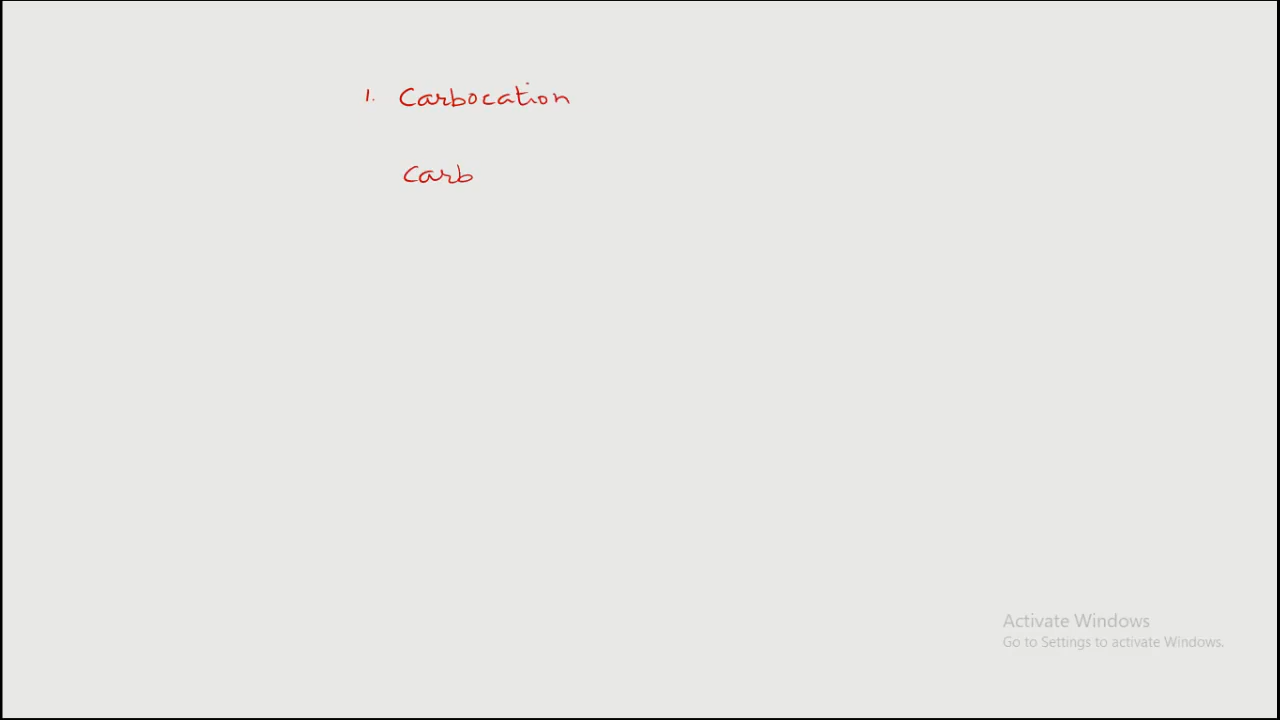 1. Carbocation
Carb
Activate Windows
Go to Settings to activate Windows.